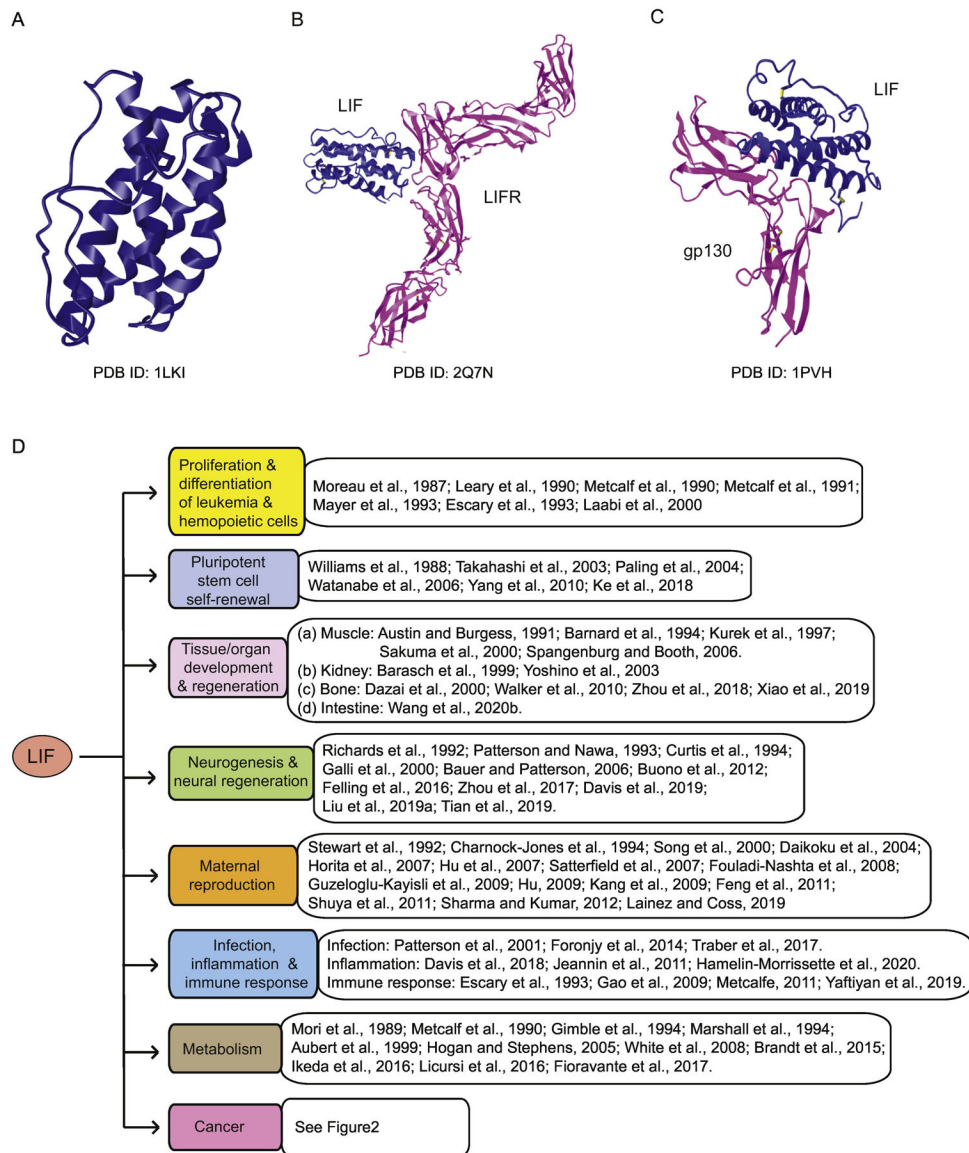 A
B
C
LIF
LIFR
LIF
gp130
PDB ID: 1LKI
PDB ID: 2Q7N
PDB ID: 1PVH
D
LIF
Proliferation &
differentiation
of leukemia &
hemopoietic cells
Moreau et al., 1987; Leary et al., 1990; Metcalf et al., 1990; Metcalf et al., 1991;
Mayer et al., 1993; Escary et al., 1993; Laabi et al., 2000
Pluripotent
stem cell
self-renewal
Williams et al., 1988; Takahashi et al., 2003; Paling et al., 2004;
Watanabe et al., 2006; Yang et al., 2010; Ke et al., 2018
Tissue/organ
development
& regeneration
(a) Muscle: Austin and Burgess, 1991; Barnard et al., 1994; Kurek et al., 1997;
Sakuma et al., 2000; Spangenburg and Booth, 2006.
(b) Kidney: Barasch et al., 1999; Yoshino et al., 2003
(c) Bone: Dazai et al., 2000; Walker et al., 2010; Zhou et al., 2018; Xiao et al., 2019
(d) Intestine: Wang et al., 2020b.
Neurogenesis &
neural regeneration
Richards et al., 1992; Patterson and Nawa, 1993; Curtis et al., 1994;
Galli et al., 2000; Bauer and Patterson, 2006; Buono et al., 2012;
Felling et al., 2016; Zhou et al., 2017; Davis et al., 2019;
Liu et al., 2019a; Tian et al., 2019.
Maternal
reproduction
Stewart et al., 1992; Charnock-Jones et al., 1994; Song et al., 2000; Daikoku et al., 2004;
Horita et al., 2007; Hu et al., 2007; Satterfield et al., 2007; Fouladi-Nashta et al., 2008;
Guzeloglu-Kayisli et al., 2009; Hu, 2009; Kang et al., 2009; Feng et al., 2011;
Shuya et al., 2011; Sharma and Kumar, 2012; Lainez and Coss, 2019
Infection,
inflammation &
immune response
Infection: Patterson et al., 2001; Foronjy et al., 2014; Traber et al., 2017.
Inflammation: Davis et al., 2018; Jeannin et al., 2011; Hamelin-Morrissette et al., 2020.
Immune response: Escary et al., 1993; Gao et al., 2009; Metcalfe, 2011; Yaftiyan et al., 2019.
Metabolism
Mori et al., 1989; Metcalf et al., 1990; Gimble et al., 1994; Marshall et al., 1994;
Aubert et al., 1999; Hogan and Stephens, 2005; White et al., 2008; Brandt et al., 2015;
Ikeda et al., 2016; Licursi et al., 2016; Fioravante et al., 2017.
Cancer
See Figure2